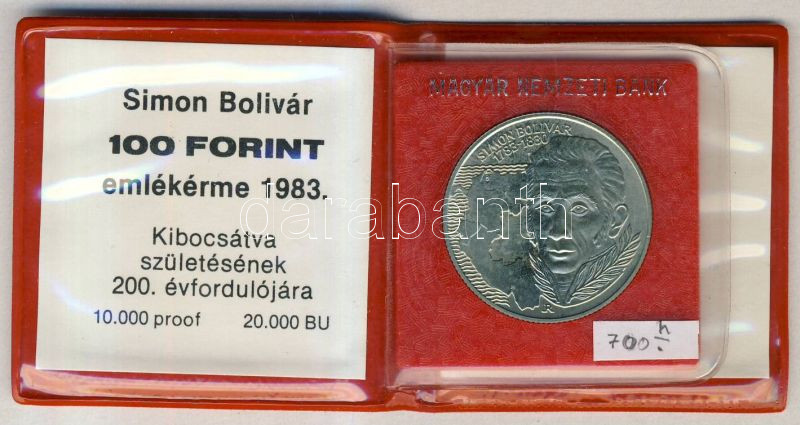 Simon Bolivár
100 FORINT
emlékérme 1983.
Kibocsátva
születésének
200. évfordulójára
10.000 proof 20.000 BU
MAGYAR NEMZETI BANK
SIMON BOLIVAR
1783-1830
darabanth
700.